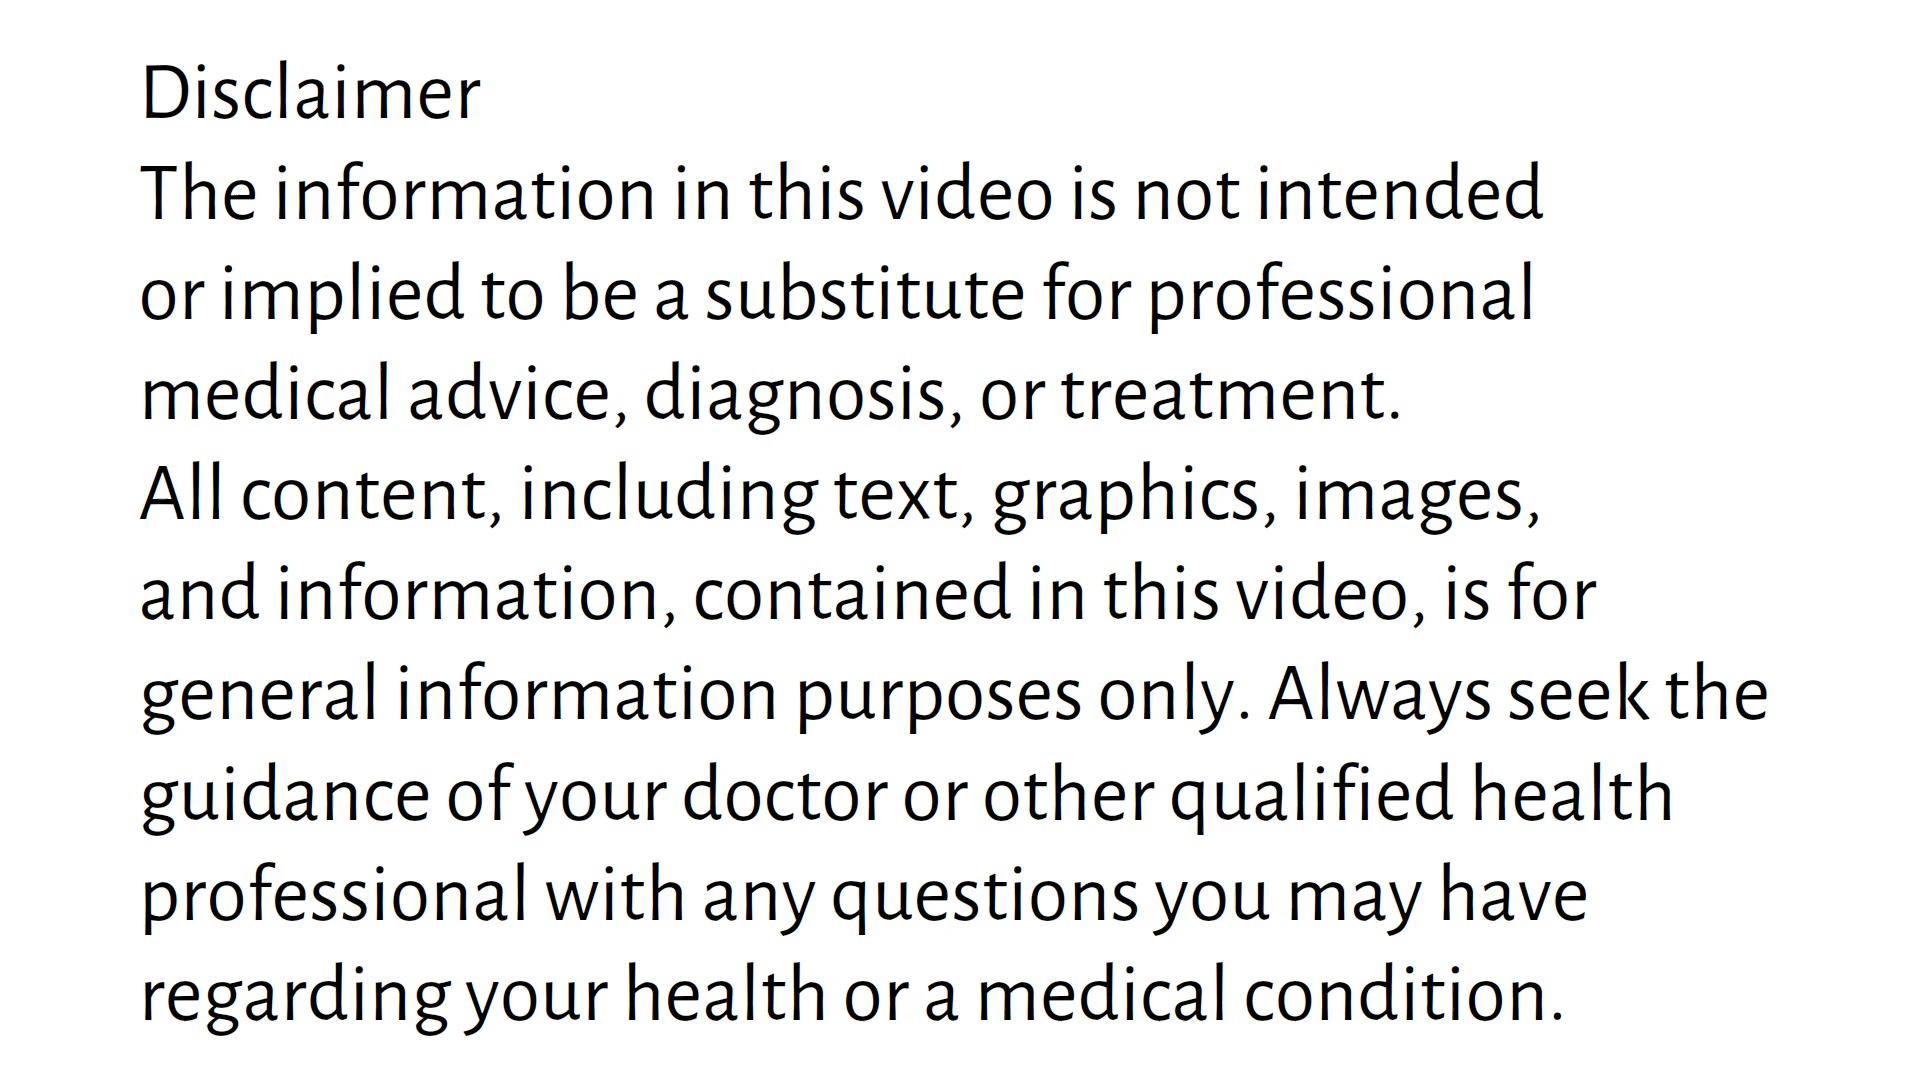 Disclaimer
The information in this video is not intended
or implied to be a substitute for professional
medical advice, diagnosis, or treatment.
All content, including text, graphics, images,
and information, contained in this video, is for
general information purposes only. Always seek the
guidance of your doctor or other qualified health
professional with any questions you may have
regarding your health or a medical condition.